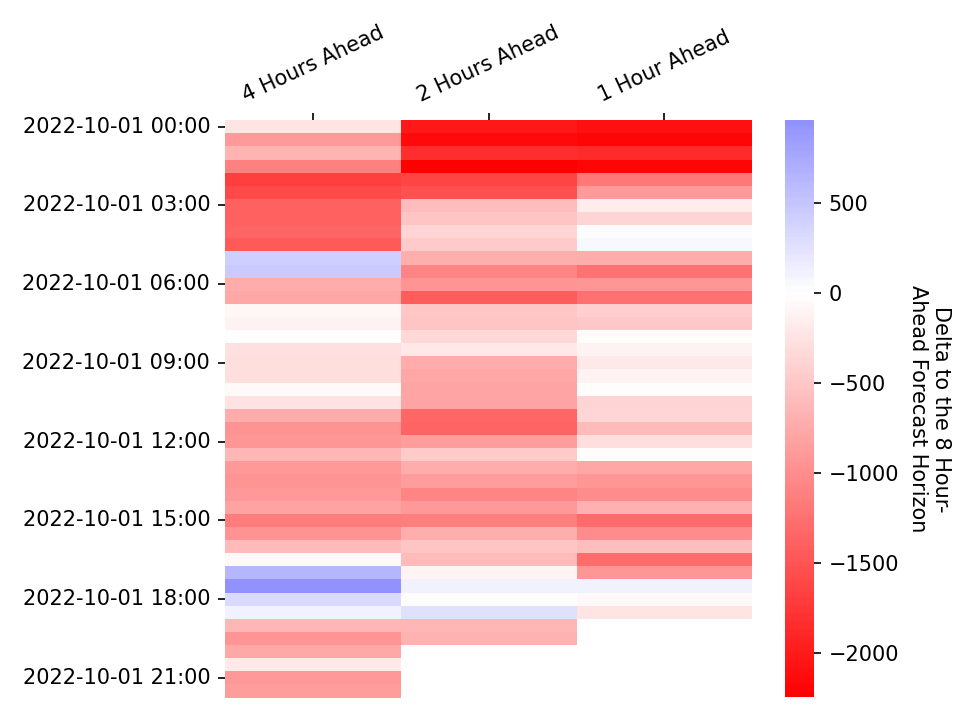 4 Hours Ahead
2 Hours Ahead
1 Hour Ahead
2022-10-01 00:00
2022-10-01 03:00
2022-10-01 06:00
2022-10-01 09:00
2022-10-01 12:00
2022-10-01 15:00
2022-10-01 18:00
2022-10-01 21:00
500
0
−500
−1000
−1500
−2000
Delta to the 8 Hour-
Ahead Forecast Horizon